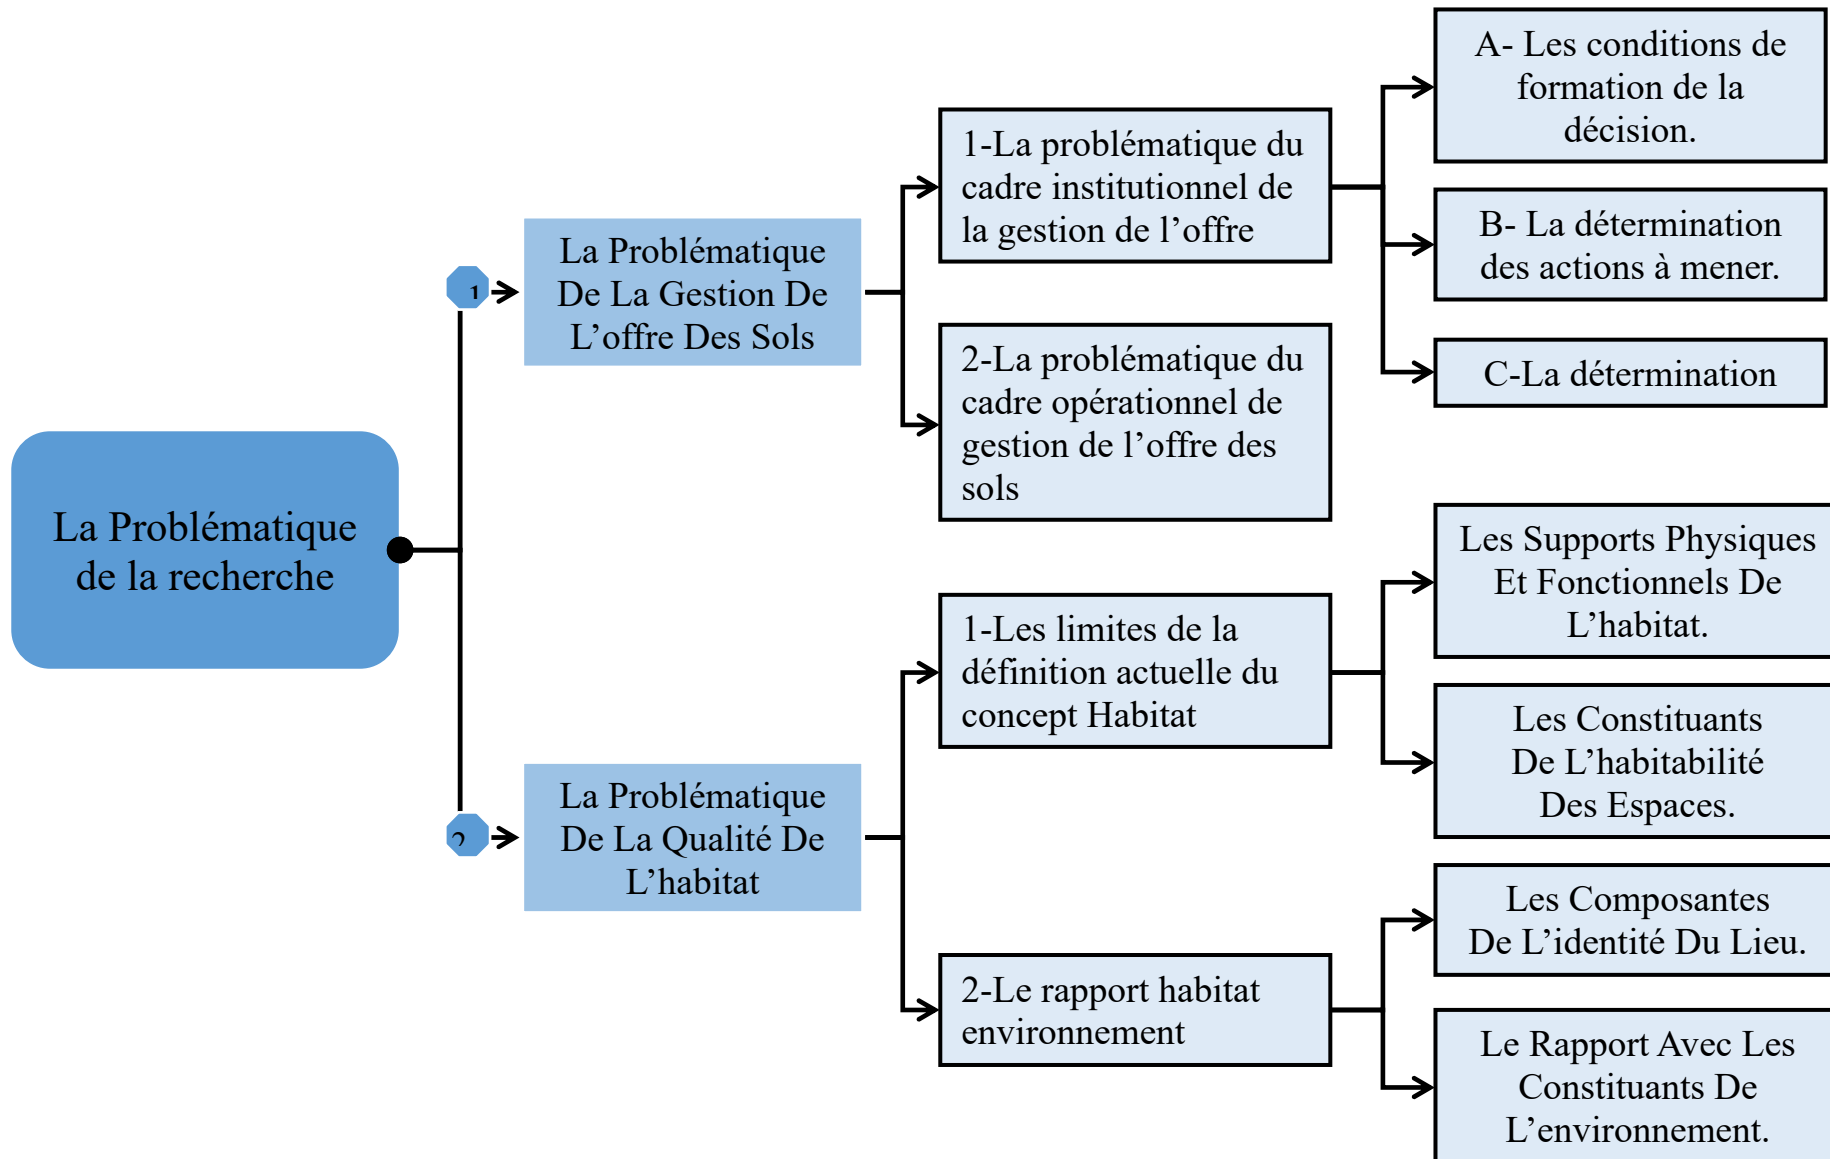 La Problématique
de la recherche
1
La Problématique
De La Gestion De
L’offre Des Sols
1-La problématique du
cadre institutionnel de
la gestion de l’offre
A- Les conditions de
formation de la
décision.
B- La détermination
des actions à mener.
C-La détermination
2-La problématique du
cadre opérationnel de
gestion de l’offre des
sols
2
La Problématique
De La Qualité De
L’habitat
1-Les limites de la
définition actuelle du
concept Habitat
Les Supports Physiques
Et Fonctionnels De
L’habitat.
Les Constituants
De L’habitabilité
Des Espaces.
2-Le rapport habitat
environnement
Les Composantes
De L’identité Du Lieu.
Le Rapport Avec Les
Constituants De
L’environnement.